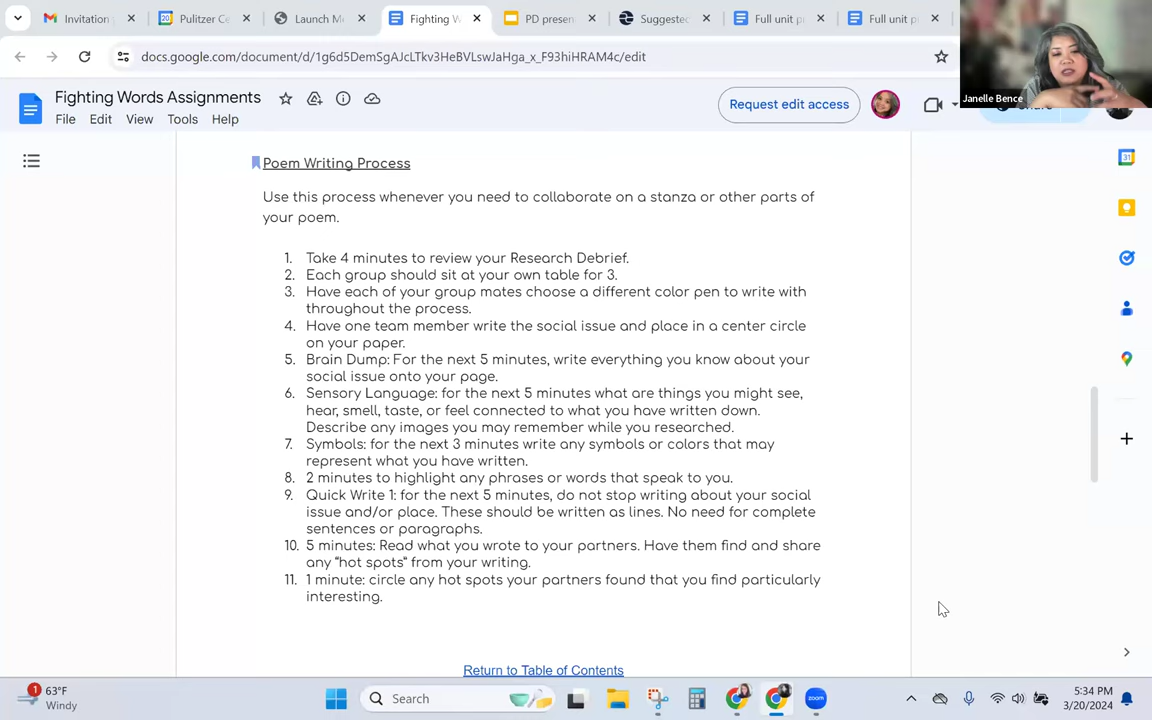 Invitation
Pulitzer Ce
Launch Me
Fighting W
PD presen
Suggested
Full unit p
Full unit p
docs.google.com/document/d/1g6d5DemSgAJcLTkv3HeBVLswJaHga_x_F93hiHRAM4c/edit
Fighting Words Assignments
Request edit access
Janelle Bence
File Edit View Tools Help
Poem Writing Process
Use this process whenever you need to collaborate on a stanza or other parts of
your poem.
1. Take 4 minutes to review your Research Debrief.
2. Each group should sit at your own table for 3.
3. Have each of your group mates choose a different color pen to write with
throughout the process.
4. Have one team member write the social issue and place in a center circle
on your paper.
5. Brain Dump: For the next 5 minutes, write everything you know about your
social issue onto your page.
6. Sensory Language: for the next 5 minutes what are things you might see,
hear, smell, taste, or feel connected to what you have written down.
Describe any images you may remember while you researched.
7. Symbols: for the next 3 minutes write any symbols or colors that may
represent what you have written.
8. 2 minutes to highlight any phrases or words that speak to you.
9. Quick Write 1: for the next 5 minutes, do not stop writing about your social
issue and/or place. These should be written as lines. No need for complete
sentences or paragraphs.
10. 5 minutes: Read what you wrote to your partners. Have them find and share
any “hot spots” from your writing.
11. 1 minute: circle any hot spots your partners found that you find particularly
interesting.
Return to Table of Contents
1
63°F
Windy
Search
zoom
5:34 PM
3/20/2024